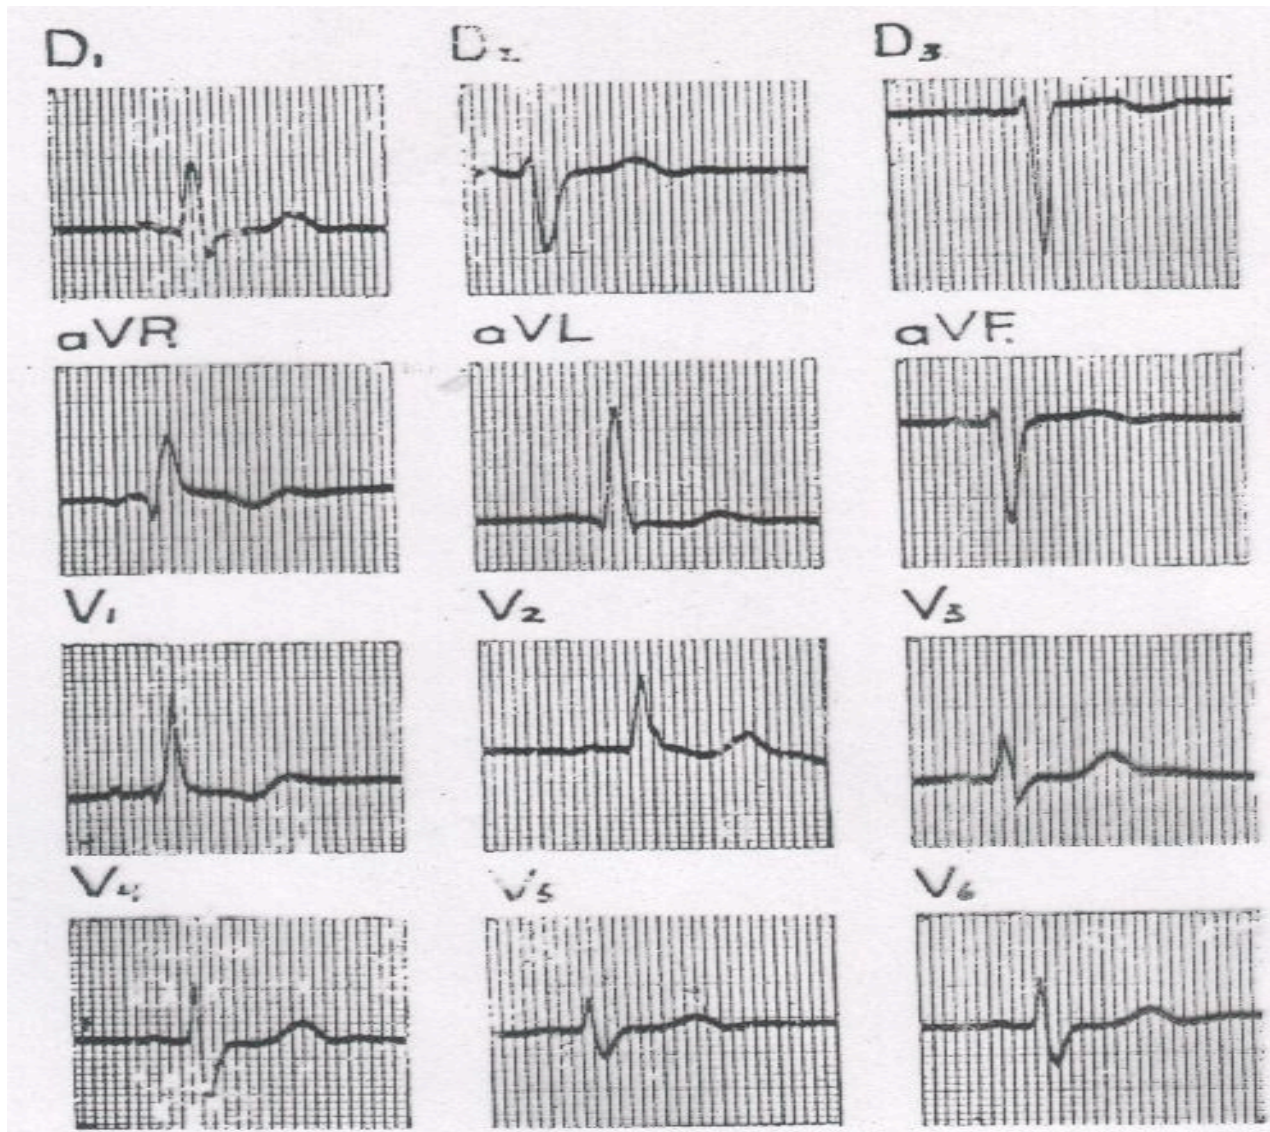 D₁ D₂ D₃
aVR aVL aVF.
V₁ V₂ V₃
V₄. V₅ V₆